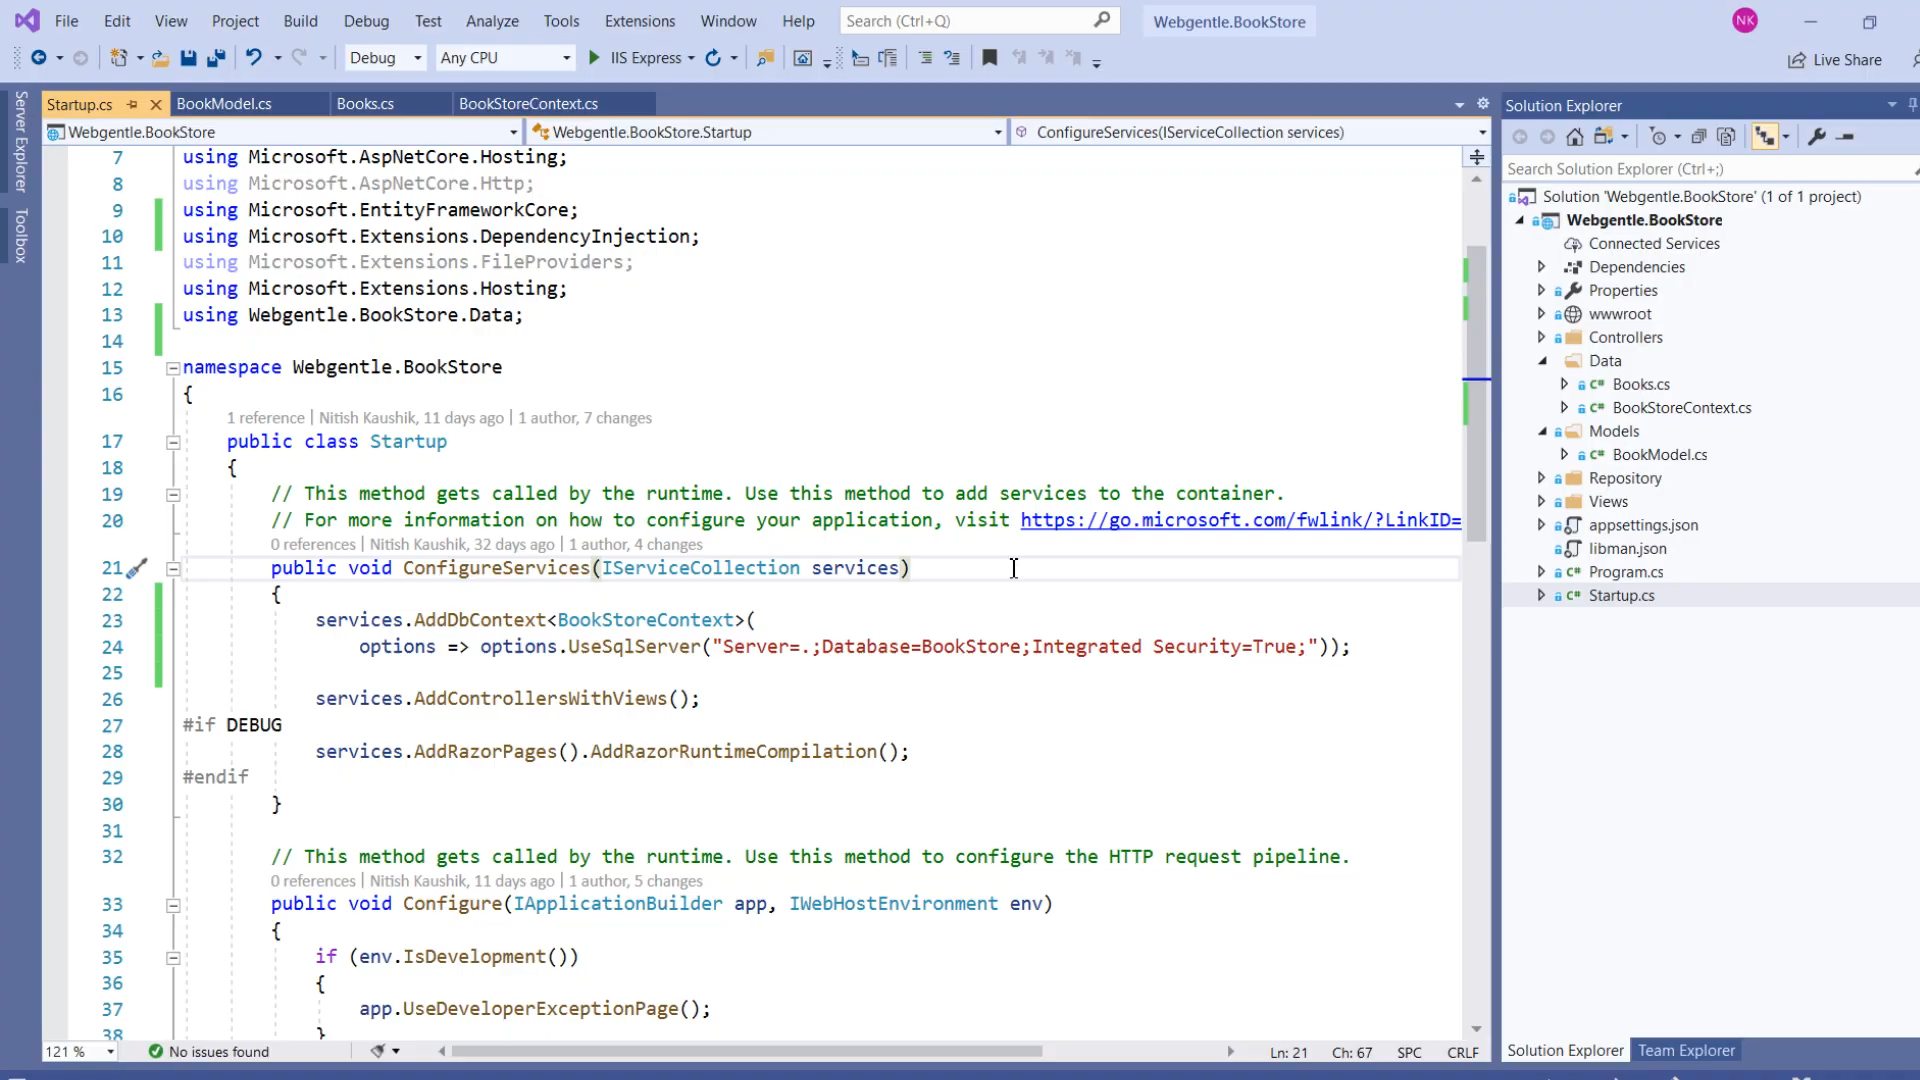 File Edit View Project Build Debug Test Analyze Tools Extensions Window Help Search (Ctrl+Q) Webgentle.BookStore NK
Debug Any CPU IIS Express Live Share
Server Explorer
Toolbox
Startup.cs BookModel.cs Books.cs BookStoreContext.cs
Webgentle.BookStore Webgentle.BookStore.Startup ConfigureServices(IServiceCollection services)
7 using Microsoft.AspNetCore.Hosting;
8 using Microsoft.AspNetCore.Http;
9 using Microsoft.EntityFrameworkCore;
10 using Microsoft.Extensions.DependencyInjection;
11 using Microsoft.Extensions.FileProviders;
12 using Microsoft.Extensions.Hosting;
13 using Webgentle.BookStore.Data;
14
15 namespace Webgentle.BookStore
16 {
1 reference | Nitish Kaushik, 11 days ago | 1 author, 7 changes
17 public class Startup
18 {
19 // This method gets called by the runtime. Use this method to add services to the container.
20 // For more information on how to configure your application, visit https://go.microsoft.com/fwlink/?LinkID=
0 references | Nitish Kaushik, 32 days ago | 1 author, 4 changes
21 public void ConfigureServices(IServiceCollection services)
22 {
23 services.AddDbContext<BookStoreContext>(
24 options => options.UseSqlServer("Server=.;Database=BookStore;Integrated Security=True;"));
25
26 services.AddControllersWithViews();
27 #if DEBUG
28 services.AddRazorPages().AddRazorRuntimeCompilation();
29 #endif
30 }
31
32 // This method gets called by the runtime. Use this method to configure the HTTP request pipeline.
0 references | Nitish Kaushik, 11 days ago | 1 author, 5 changes
33 public void Configure(IApplicationBuilder app, IWebHostEnvironment env)
34 {
35 if (env.IsDevelopment())
36 {
37 app.UseDeveloperExceptionPage();
38 }
121 % No issues found Ln: 21 Ch: 67 SPC CRLF
Solution Explorer
Search Solution Explorer (Ctrl+;)
Solution 'Webgentle.BookStore' (1 of 1 project)
Webgentle.BookStore
Connected Services
Dependencies
Properties
wwwroot
Controllers
Data
C# Books.cs
C# BookStoreContext.cs
Models
C# BookModel.cs
Repository
Views
appsettings.json
libman.json
C# Program.cs
C# Startup.cs
Solution Explorer Team Explorer